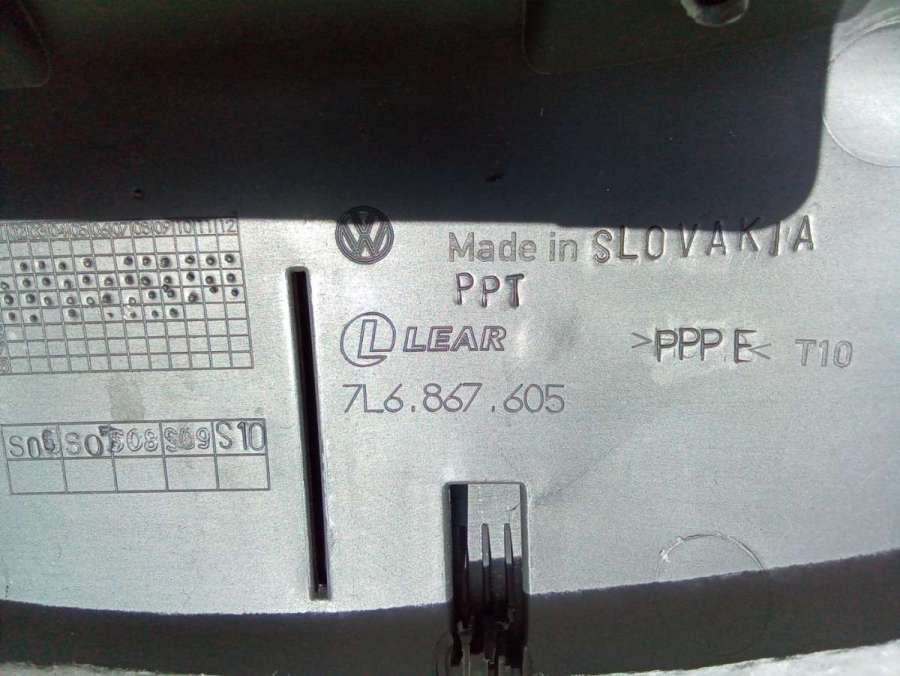 Made in SLOVAKIA
PPT
LEAR
>PPP.E< T10
7L6.867.605
S10